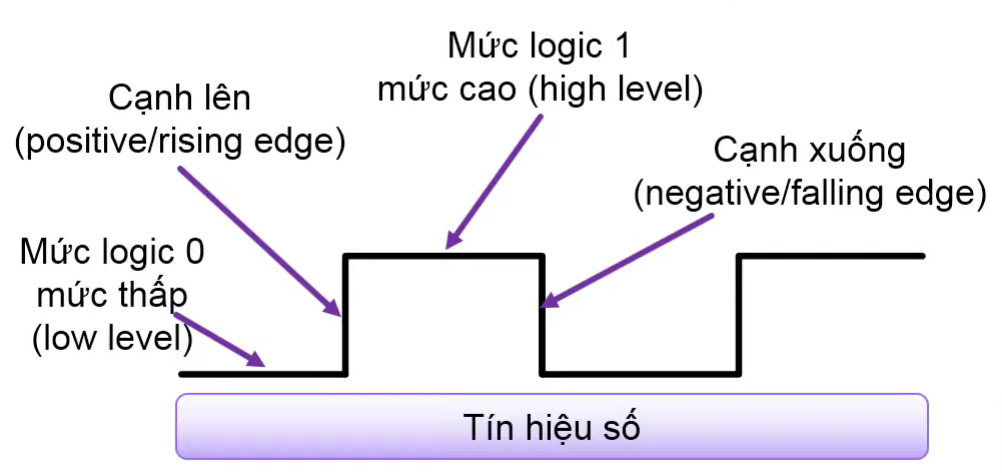 Mức logic 1
mức cao (high level)
Cạnh lên
(positive/rising edge)
Cạnh xuống
(negative/falling edge)
Mức logic 0
mức thấp
(low level)
Tín hiệu số